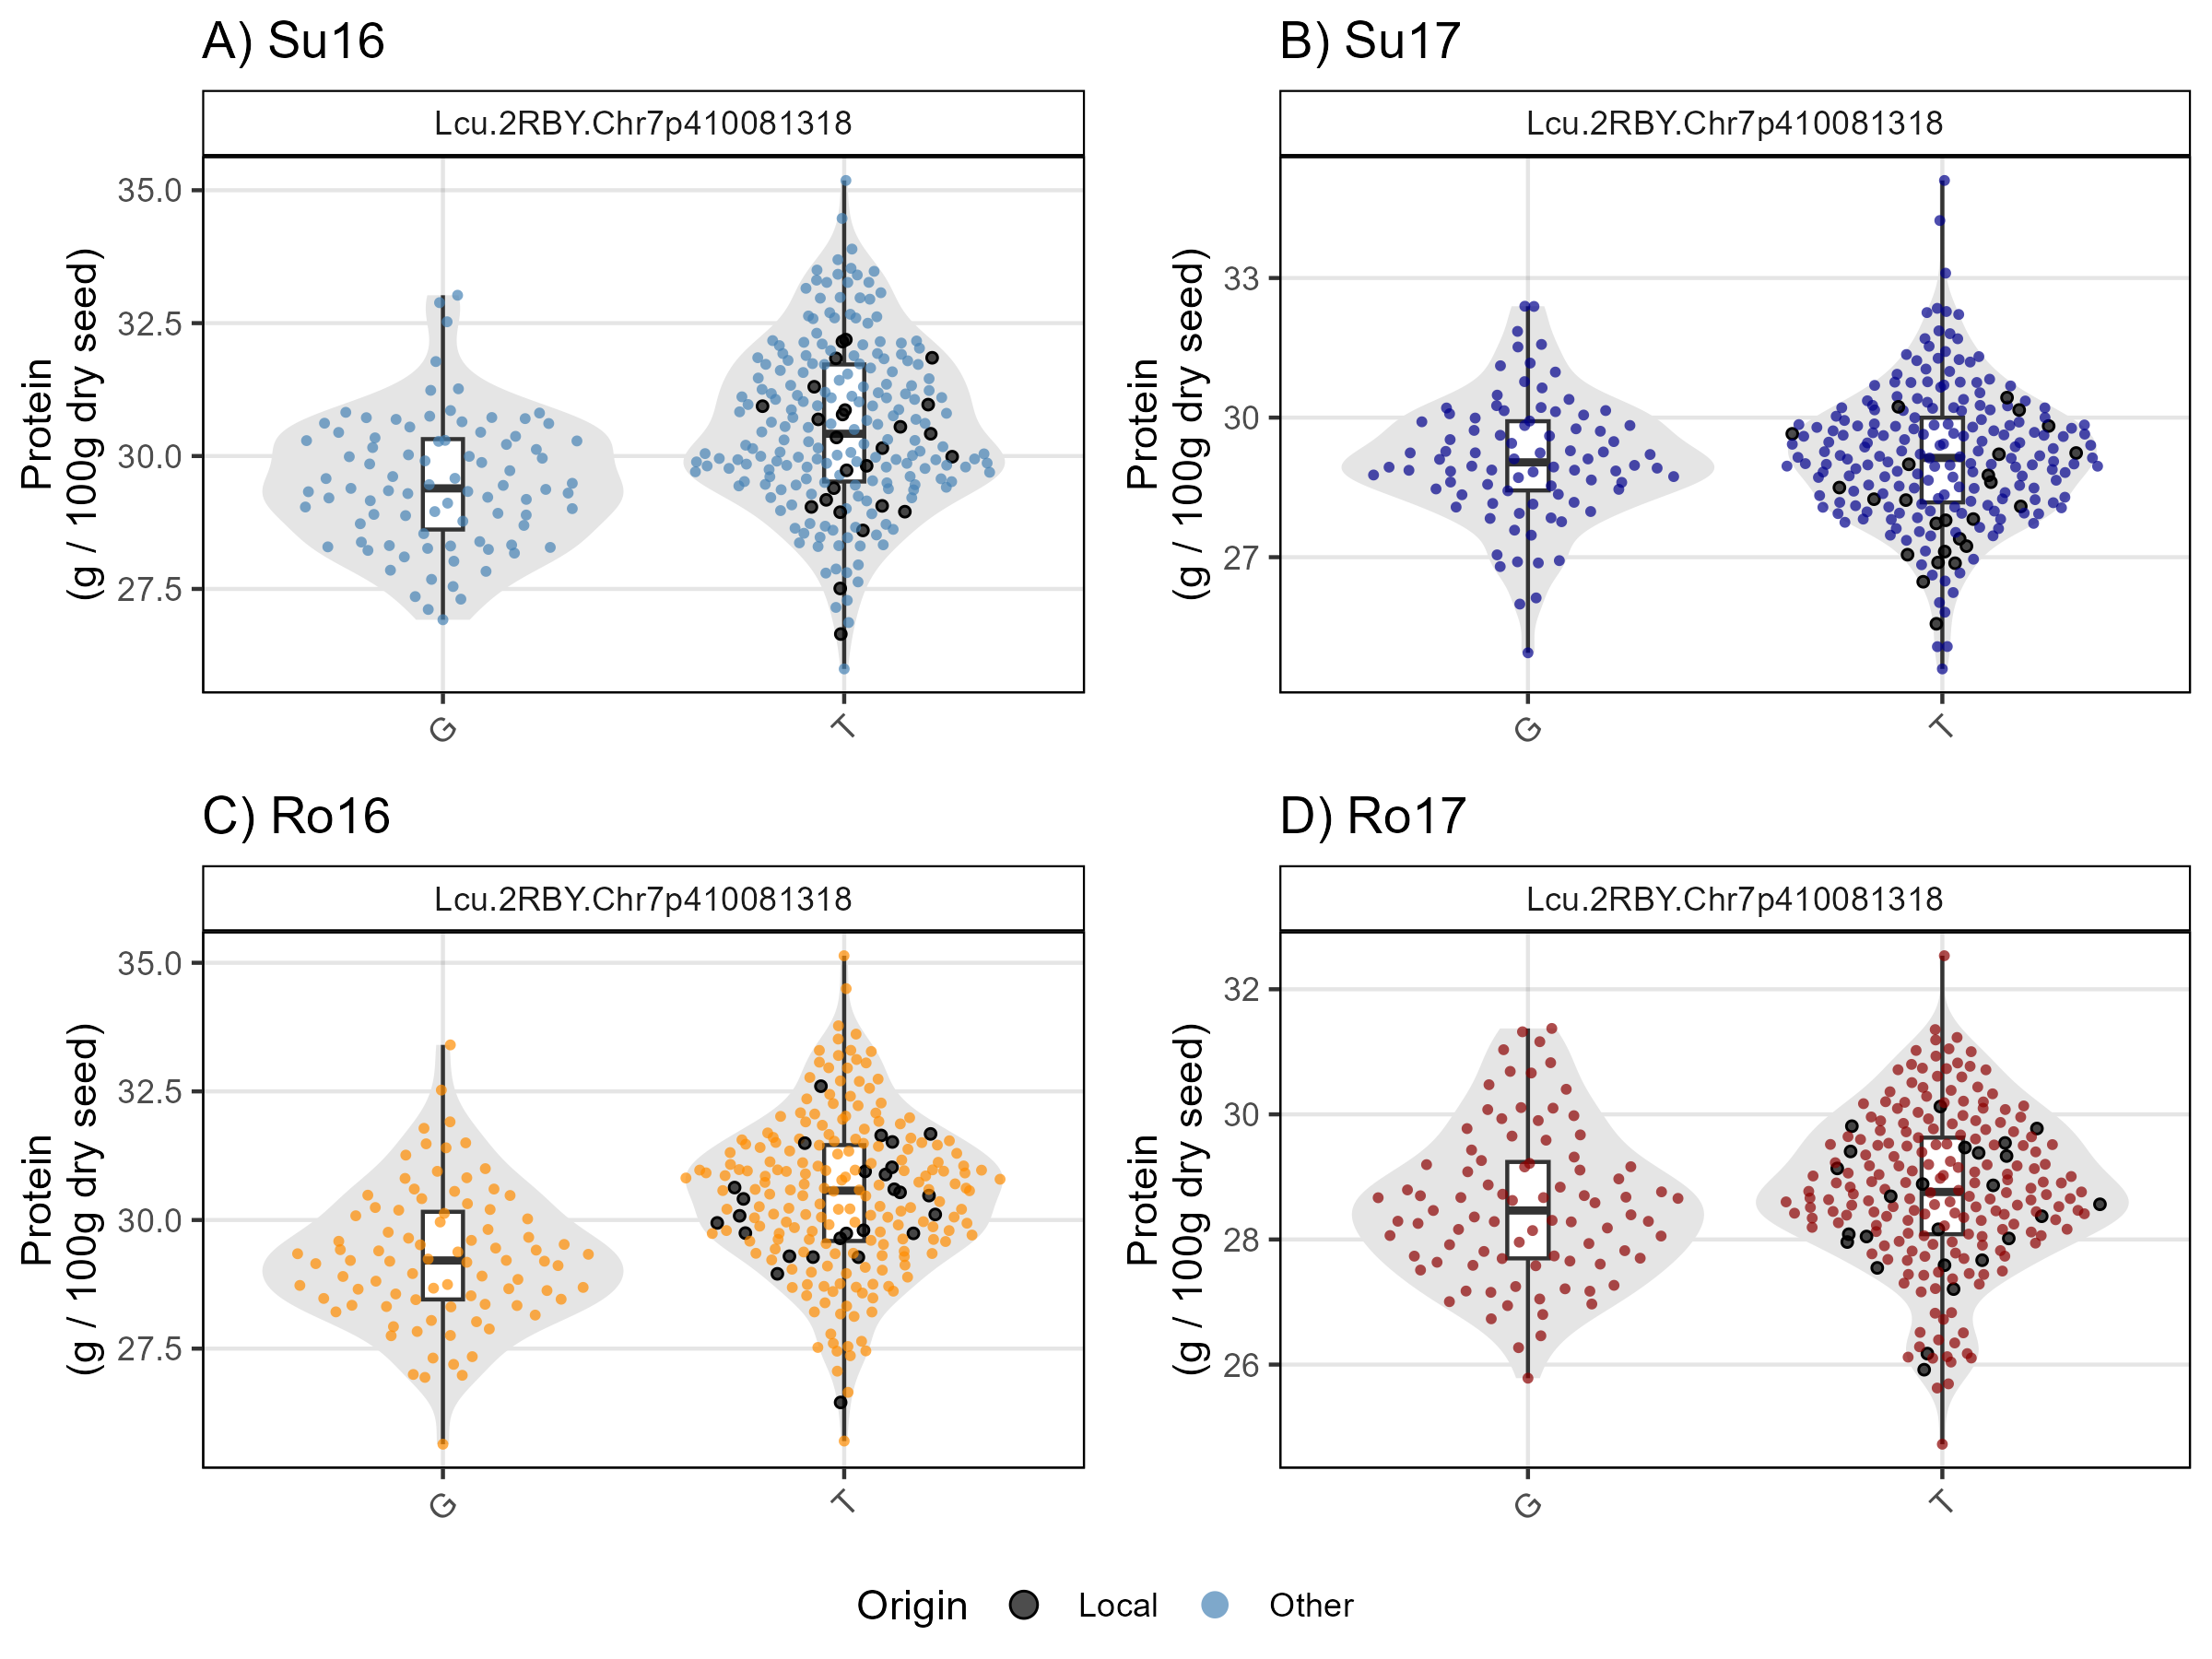 A) Su16
Lcu.2RBY.Chr7p410081318
Protein
(g / 100g dry seed)
35.0
32.5
30.0
27.5
G
T
B) Su17
Lcu.2RBY.Chr7p410081318
Protein
(g / 100g dry seed)
33
30
27
G
T
C) Ro16
Lcu.2RBY.Chr7p410081318
Protein
(g / 100g dry seed)
35.0
32.5
30.0
27.5
G
T
D) Ro17
Lcu.2RBY.Chr7p410081318
Protein
(g / 100g dry seed)
32
30
28
26
G
T
Origin Local Other